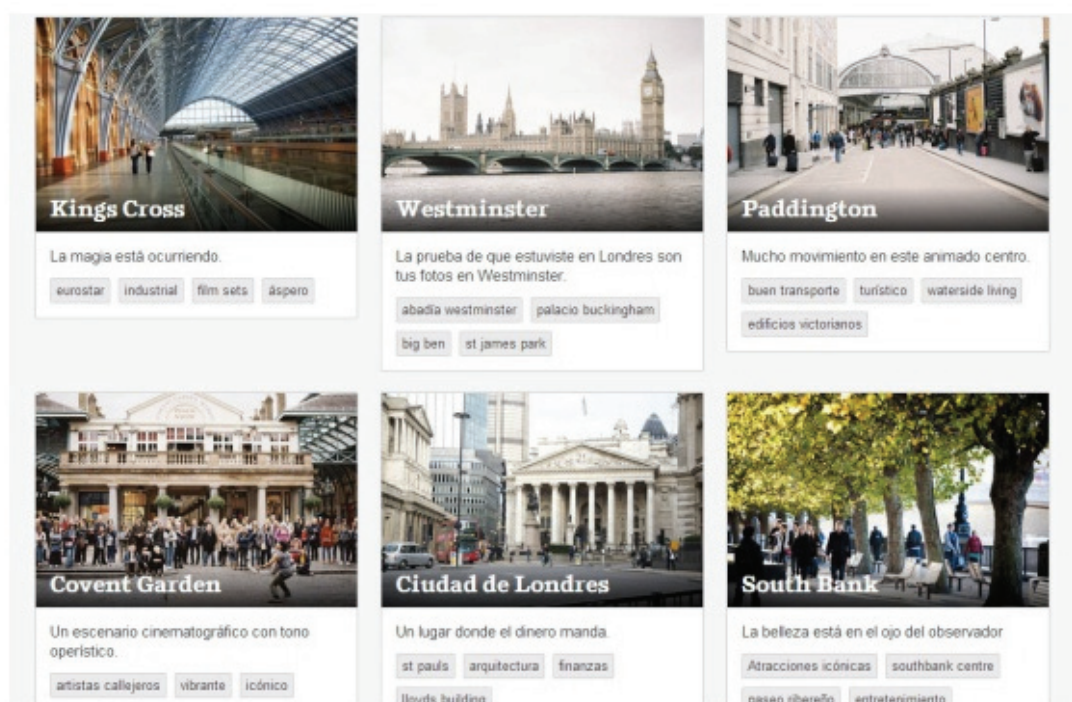 Kings Cross
La magia está ocurriendo.
eurostar industrial film sets áspero
Westminster
La prueba de que estuviste en Londres son
tus fotos en Westminster.
abadía westminster palacio buckingham
big ben st james park
Paddington
Mucho movimiento en este animado centro.
buen transporte turístico waterside living
edificios victorianos
Covent Garden
Un escenario cinematográfico con tono
operístico.
artistas callejeros vibrante icónico
Ciudad de Londres
Un lugar donde el dinero manda.
st pauls arquitectura finanzas
lloyds building
South Bank
La belleza está en el ojo del observador
Atracciones icónicas southbank centre
paseo ribereño entretenimiento